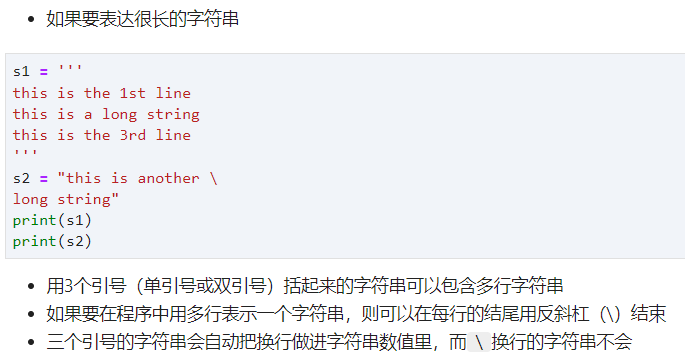 如果要表达很长的字符串
s1 = '''
this is the 1st line
this is a long string
this is the 3rd line
'''
s2 = "this is another \
long string"
print(s1)
print(s2)
用3个引号（单引号或双引号）括起来的字符串可以包含多行字符串
如果要在程序中用多行表示一个字符串，则可以在每行的结尾用反斜杠（\）结束
三个引号的字符串会自动把换行做进字符串数值里，而 \ 换行的字符串不会